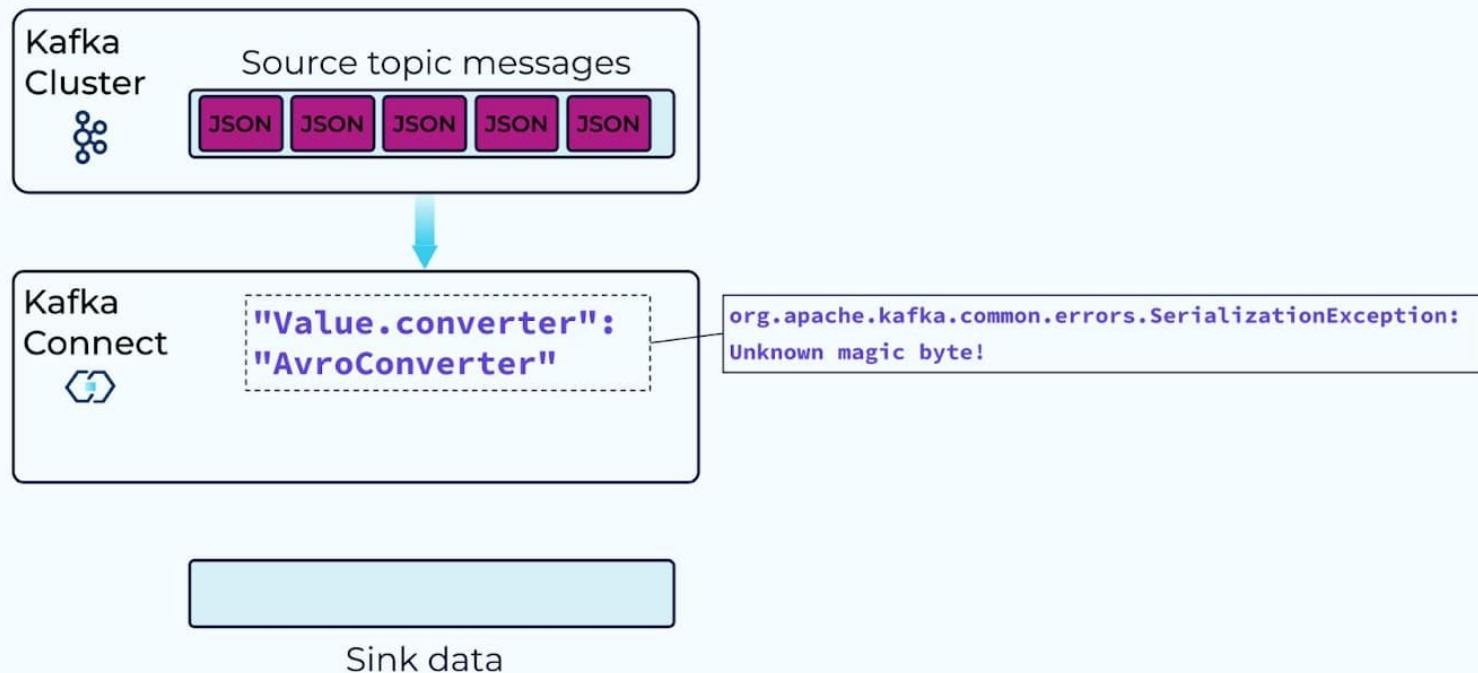 Kafka
Cluster
Source topic messages
JSON JSON JSON JSON JSON
Kafka
Connect
"Value.converter":
"AvroConverter"
org.apache.kafka.common.errors.SerializationException:
Unknown magic byte!
Sink data